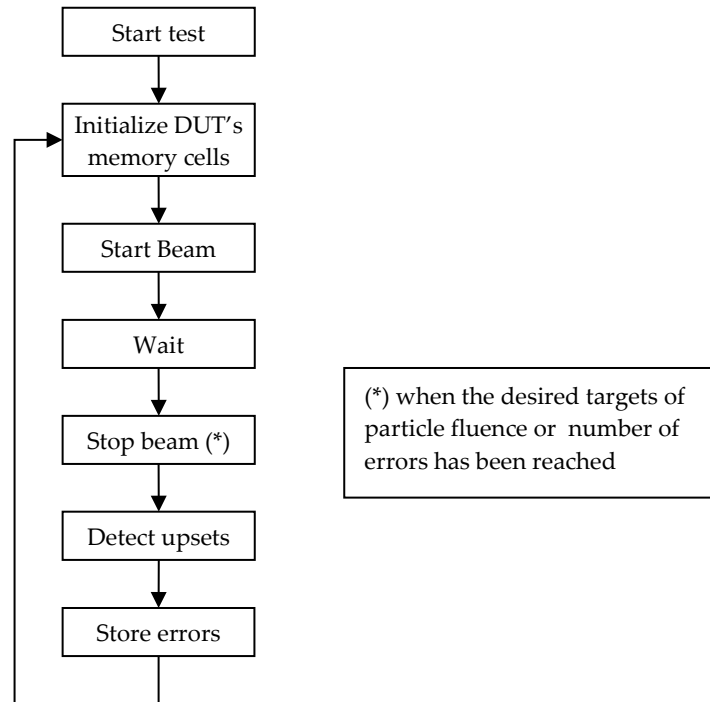 Start test
Initialize DUT’s
memory cells
Start Beam
Wait
Stop beam (*)
Detect upsets
Store errors
(*) when the desired targets of
particle fluence or  number of
errors has been reached